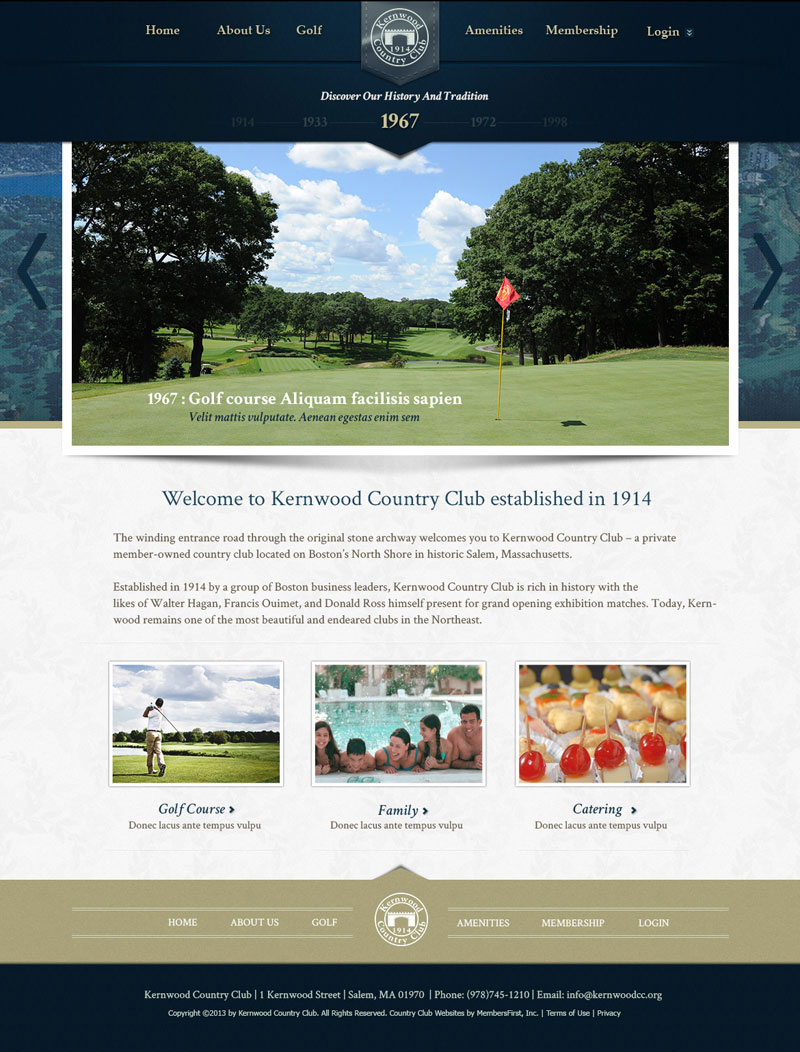 Home About Us Golf Kernwood Country Club 1914 Amenities Membership Login
Discover Our History And Tradition
1914 1933 1967 1972 1998
1967 : Golf course Aliquam facilisis sapien
Velit mattis vulputate. Aenean egestas enim sem
Welcome to Kernwood Country Club established in 1914
The winding entrance road through the original stone archway welcomes you to Kernwood Country Club – a private
member-owned country club located on Boston's North Shore in historic Salem, Massachusetts.
Established in 1914 by a group of Boston business leaders, Kernwood Country Club is rich in history with the
likes of Walter Hagan, Francis Ouimet, and Donald Ross himself present for grand opening exhibition matches. Today, Kern-
wood remains one of the most beautiful and endeared clubs in the Northeast.
Golf Course Family Catering
Donec lacus ante tempus vulpu Donec lacus ante tempus vulpu Donec lacus ante tempus vulpu
HOME ABOUT US GOLF Kernwood Country Club 1914 AMENITIES MEMBERSHIP LOGIN
Kernwood Country Club | 1 Kernwood Street | Salem, MA 01970 | Phone: (978)745-1210 | Email: info@kernwoodcc.org
Copyright ©2013 by Kernwood Country Club. All Rights Reserved. Country Club Websites by MembersFirst, Inc. | Terms of Use | Privacy